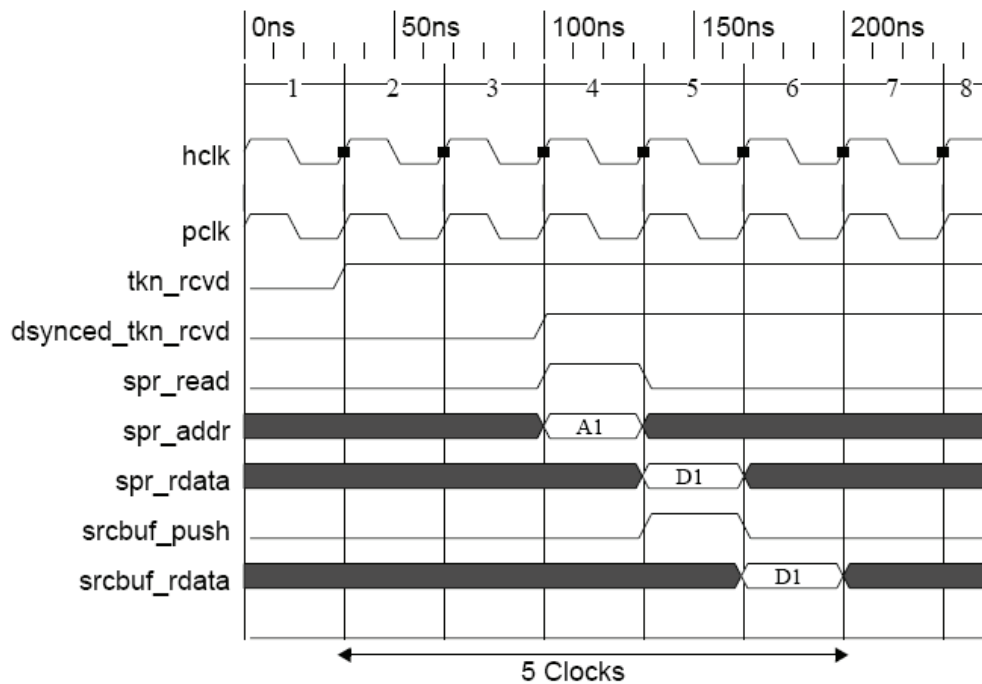 0ns 50ns 100ns 150ns 200ns
1 2 3 4 5 6 7 8
hclk
pclk
tkn_rcvd
dsynced_tkn_rcvd
spr_read
spr_addr A1
spr_rdata D1
srcbuf_push
srcbuf_rdata D1
5 Clocks